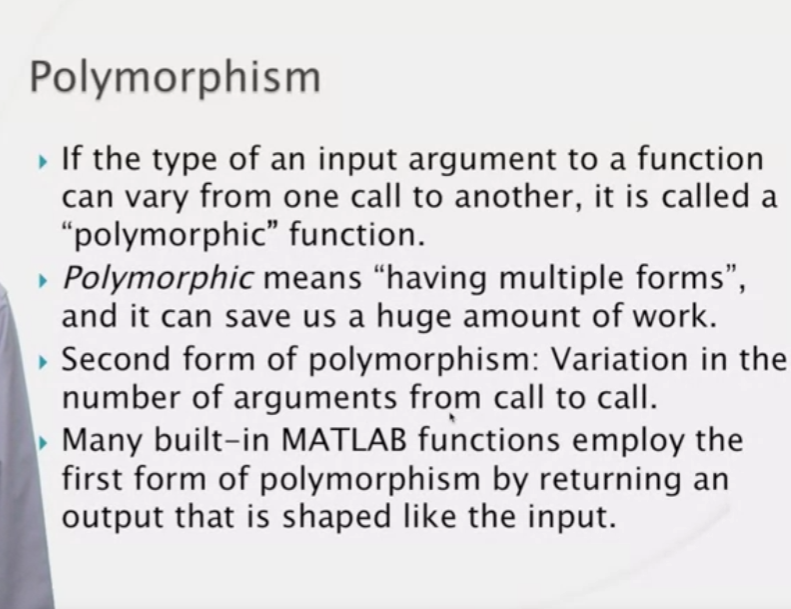 Polymorphism
If the type of an input argument to a function
can vary from one call to another, it is called a
“polymorphic” function.
Polymorphic means “having multiple forms”,
and it can save us a huge amount of work.
Second form of polymorphism: Variation in the
number of arguments from call to call.
Many built-in MATLAB functions employ the
first form of polymorphism by returning an
output that is shaped like the input.